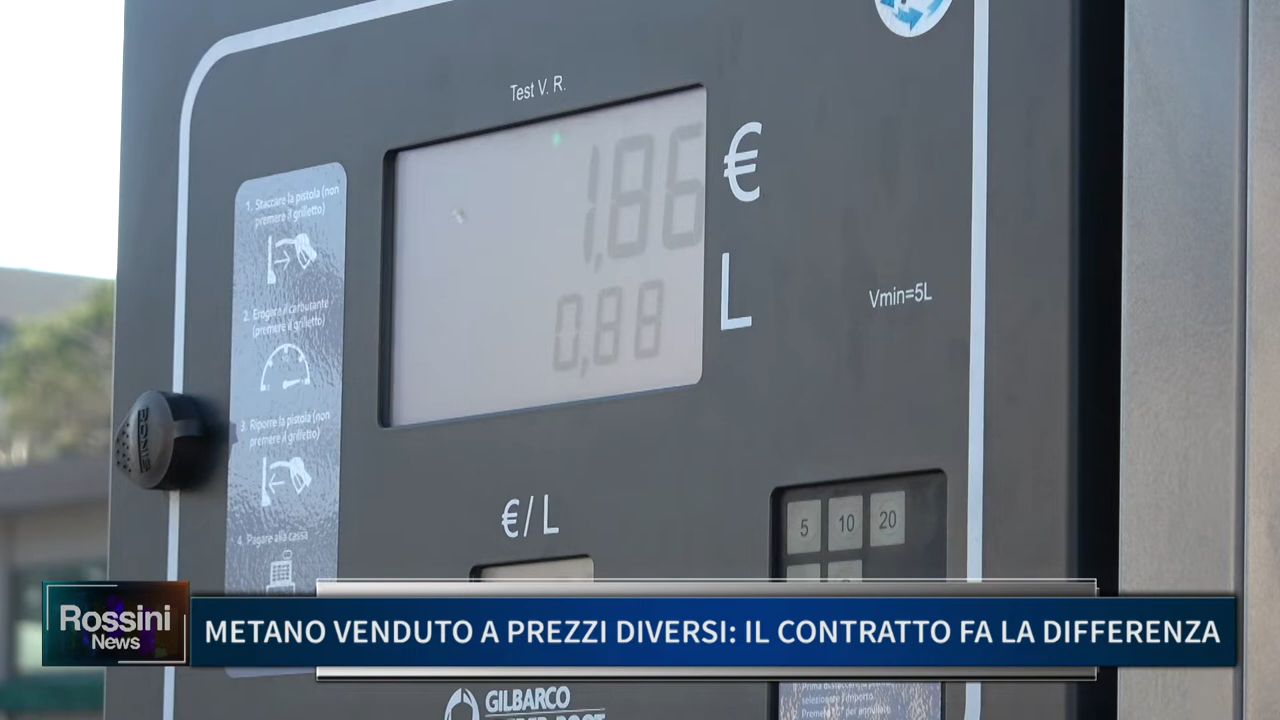 Test V. R.
1,86
€
0,88
L
Vmin=5L
1. Staccare la pistola (non
premere il grilletto)
2. Erogare il carburante
(premere il grilletto)
3. Riporre la pistola (non
premere il grilletto)
4. Pagare alla cassa
€/L
5 10 20
Rossini
News
METANO VENDUTO A PREZZI DIVERSI: IL CONTRATTO FA LA DIFFERENZA
GILBARCO
selezionare l'importo.